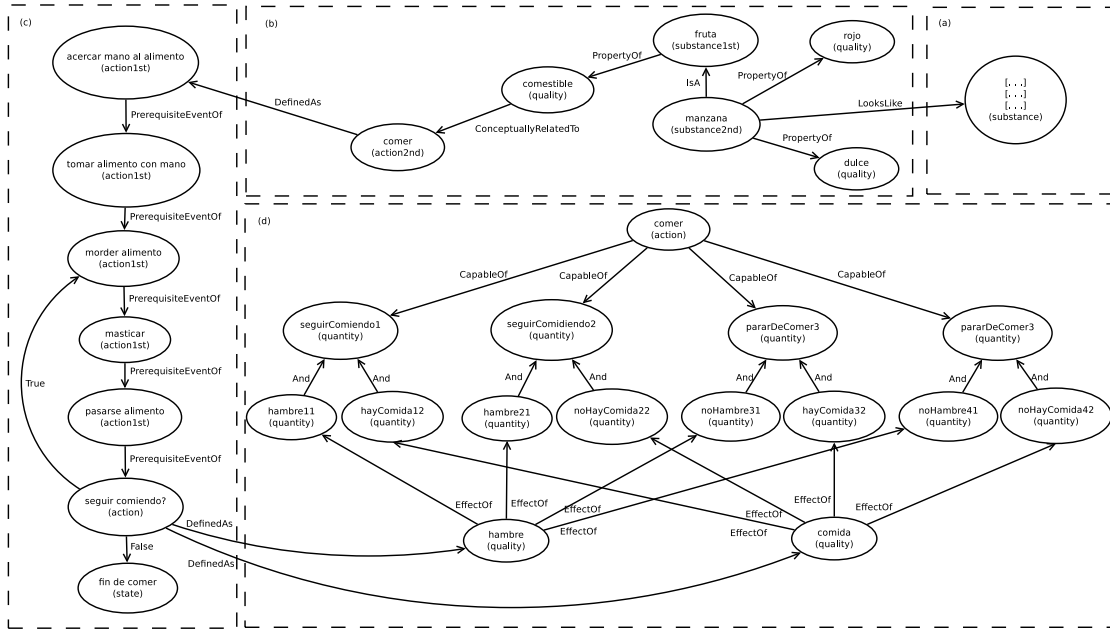 (c)
acercar mano al alimento
(action1st)
PrerequisiteEventOf
tomar alimento con mano
(action1st)
PrerequisiteEventOf
morder alimento
(action1st)
PrerequisiteEventOf
masticar
(action1st)
PrerequisiteEventOf
True
pasarse alimento
(action1st)
PrerequisiteEventOf
seguir comiendo?
(action)
DefinedAs
False
DefinedAs
fin de comer
(state)
(b)
fruta
(substance1st)
rojo
(quality)
PropertyOf
comestible
(quality)
IsA
PropertyOf
DefinedAs
LooksLike
manzana
(substance2nd)
ConceptuallyRelatedTo
comer
(action2nd)
PropertyOf
dulce
(quality)
(a)
[...]
[...]
[...]
(substance)
(d)
comer
(action)
CapableOf
CapableOf
CapableOf
CapableOf
seguirComiendo1
(quantity)
seguirComidiendo2
(quantity)
pararDeComer3
(quantity)
pararDeComer3
(quantity)
And
And
And
And
And
And
And
And
hambre11
(quantity)
hayComida12
(quantity)
hambre21
(quantity)
noHayComida22
(quantity)
noHambre31
(quantity)
hayComida32
(quantity)
noHambre41
(quantity)
noHayComida42
(quantity)
EffectOf
EffectOf
EffectOf
EffectOf
EffectOf
EffectOf
EffectOf
EffectOf
hambre
(quality)
comida
(quality)